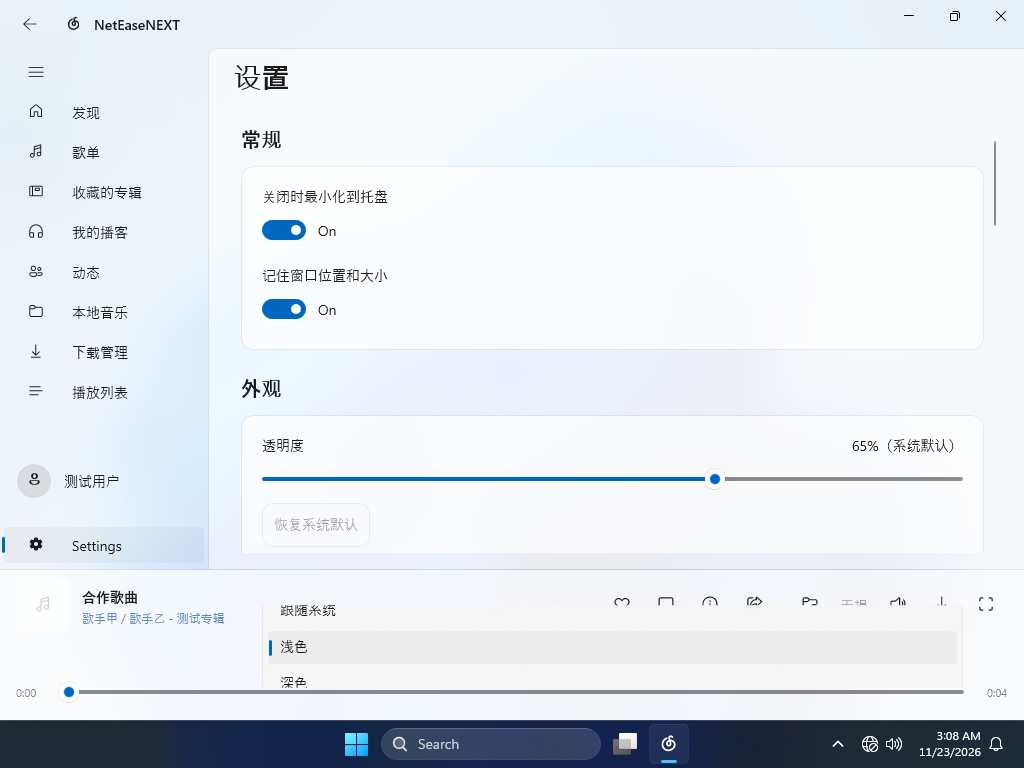 NetEaseNEXT
设置
发现
歌单
收藏的专辑
我的播客
动态
本地音乐
下载管理
播放列表
测试用户
Settings
常规
关闭时最小化到托盘
On
记住窗口位置和大小
On
外观
透明度
65%（系统默认）
恢复系统默认
合作歌曲
歌手甲 / 歌手乙 - 测试专辑
跟随系统
浅色
深色
0:00
0:04
Search
3:08 AM
11/23/2026